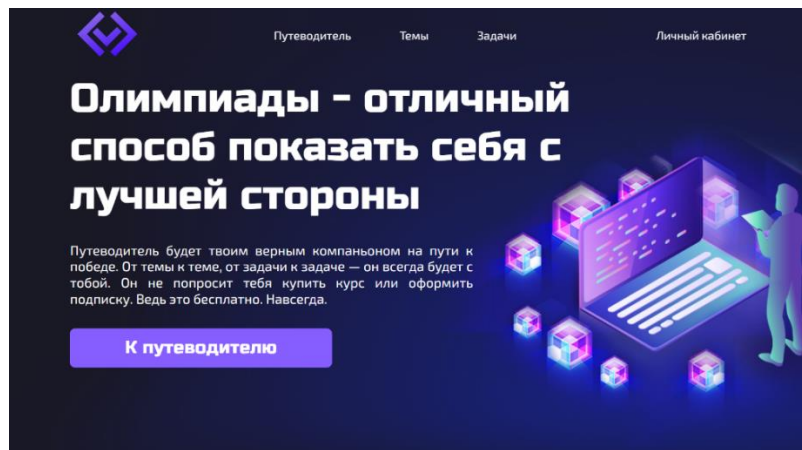 Путеводитель Темы Задачи Личный кабинет
Олимпиады - отличный
способ показать себя с
лучшей стороны
Путеводитель будет твоим верным компаньоном на пути к
победе. От темы к теме, от задачи к задаче — он всегда будет с
тобой. Он не попросит тебя купить курс или оформить
подписку. Ведь это бесплатно. Навсегда.
К путеводителю